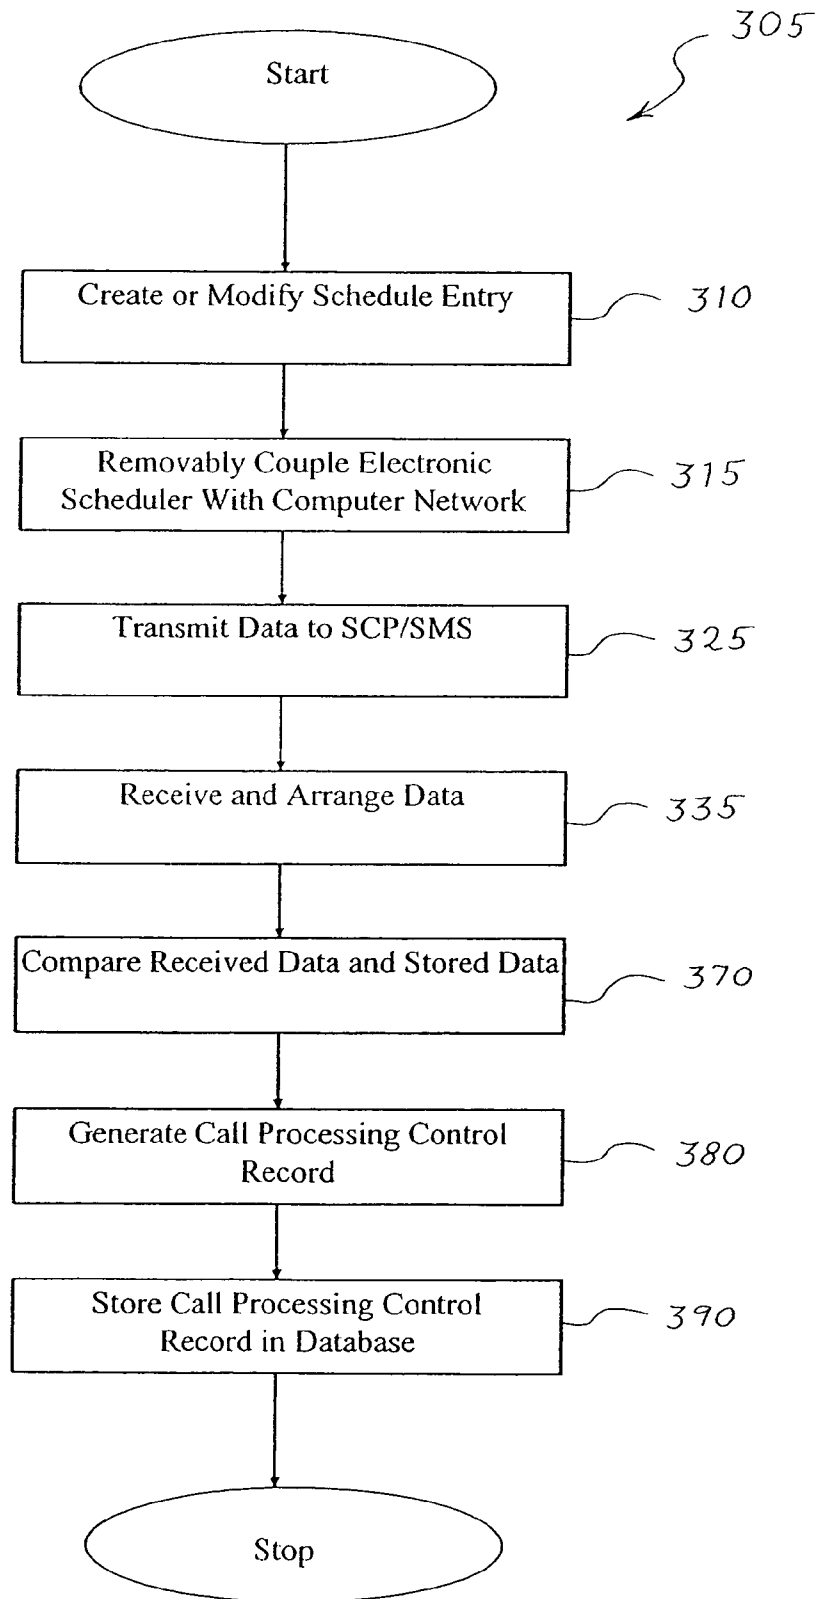 305
Start
Create or Modify Schedule Entry
310
Removably Couple Electronic
Scheduler With Computer Network
315
Transmit Data to SCP/SMS
325
Receive and Arrange Data
335
Compare Received Data and Stored Data
370
Generate Call Processing Control
Record
380
Store Call Processing Control
Record in Database
390
Stop